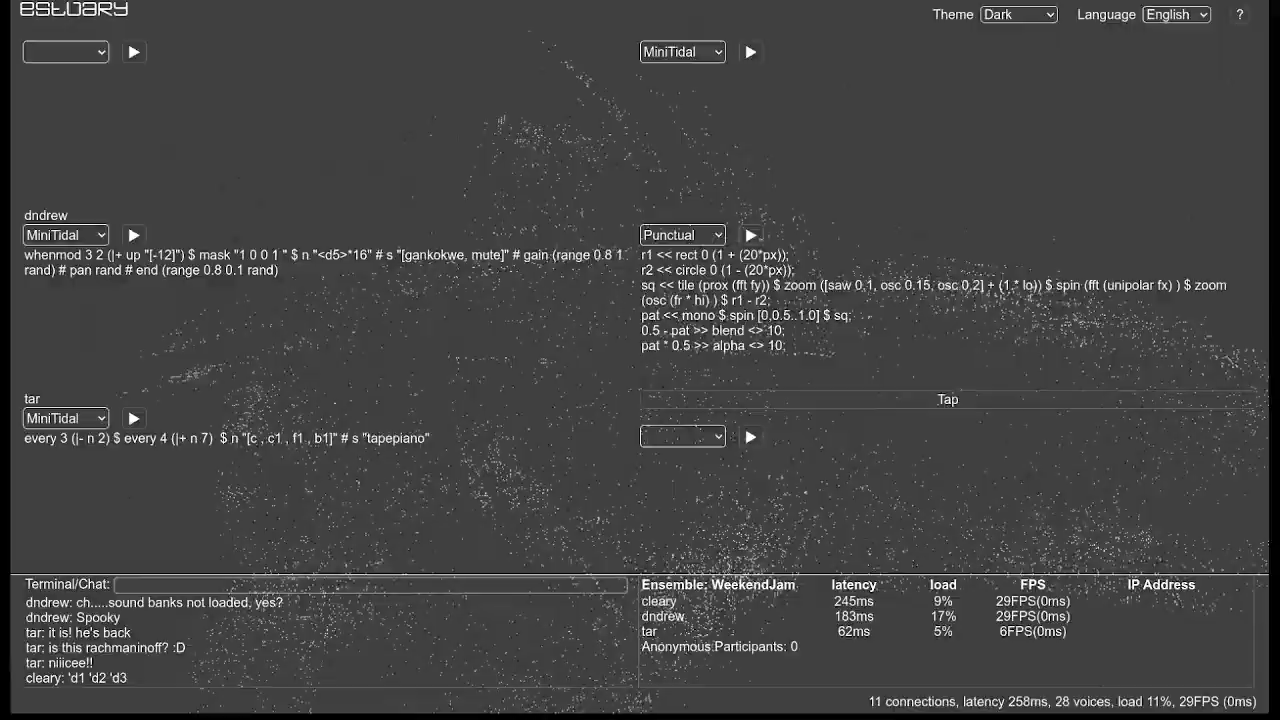 estuary
Theme Dark Language English ?
MiniTidal
dndrew
MiniTidal
whenmod 3 2 (|+ up "[-12]") $ mask "1 0 0 1 " $ n "<d5>*16" # s "[gankokwe, mute]" # gain (range 0.8 1
rand) # pan rand # end (range 0.8 0.1 rand)
Punctual
r1 << rect 0 (1 + (20*px));
r2 << circle 0 (1 - (20*px));
sq << tile (prox (fft fy)) $ zoom ([saw 0.1, osc 0.15, osc 0.2] + (1.* lo)) $ spin (fft (unipolar fx) ) $ zoom
(osc (fr * hi) ) $ r1 - r2;
pat << mono $ spin [0,0.5..1.0] $ sq;
0.5 - pat >> blend <> 10;
pat * 0.5 >> alpha <> 10;
tar
MiniTidal
every 3 (|- n 2) $ every 4 (|+ n 7)  $ n "[c , c1 , f1 , b1]" # s "tapepiano"
Tap
Terminal/Chat:
dndrew: ch.....sound banks not loaded, yes?
dndrew: Spooky
tar: it is! he's back
tar: is this rachmaninoff? :D
tar: niiicee!!
cleary: 'd1 'd2 'd3
Ensemble: WeekendJam latency load FPS IP Address
cleary 245ms 9% 29FPS(0ms)
dndrew 183ms 17% 29FPS(0ms)
tar 62ms 5% 6FPS(0ms)
Anonymous Participants: 0
11 connections, latency 258ms, 28 voices, load 11%, 29FPS (0ms)